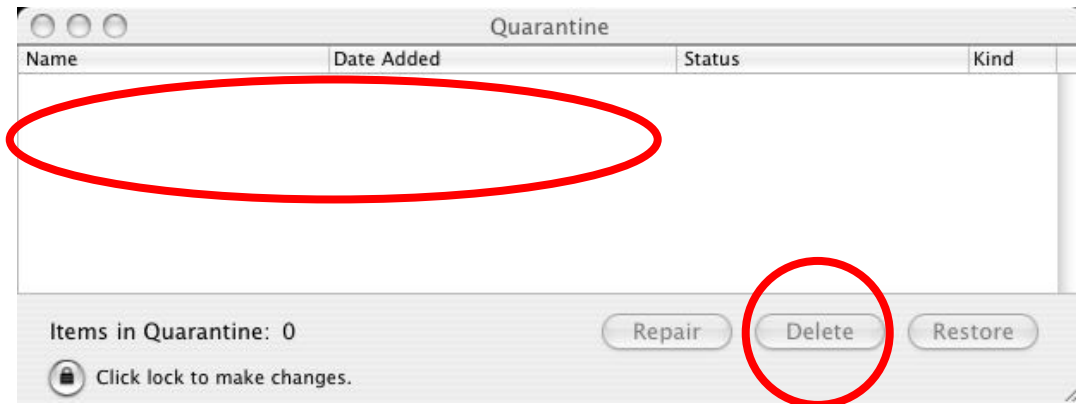 Quarantine
Name Date Added Status Kind
Items in Quarantine: 0 Repair Delete Restore
Click lock to make changes.